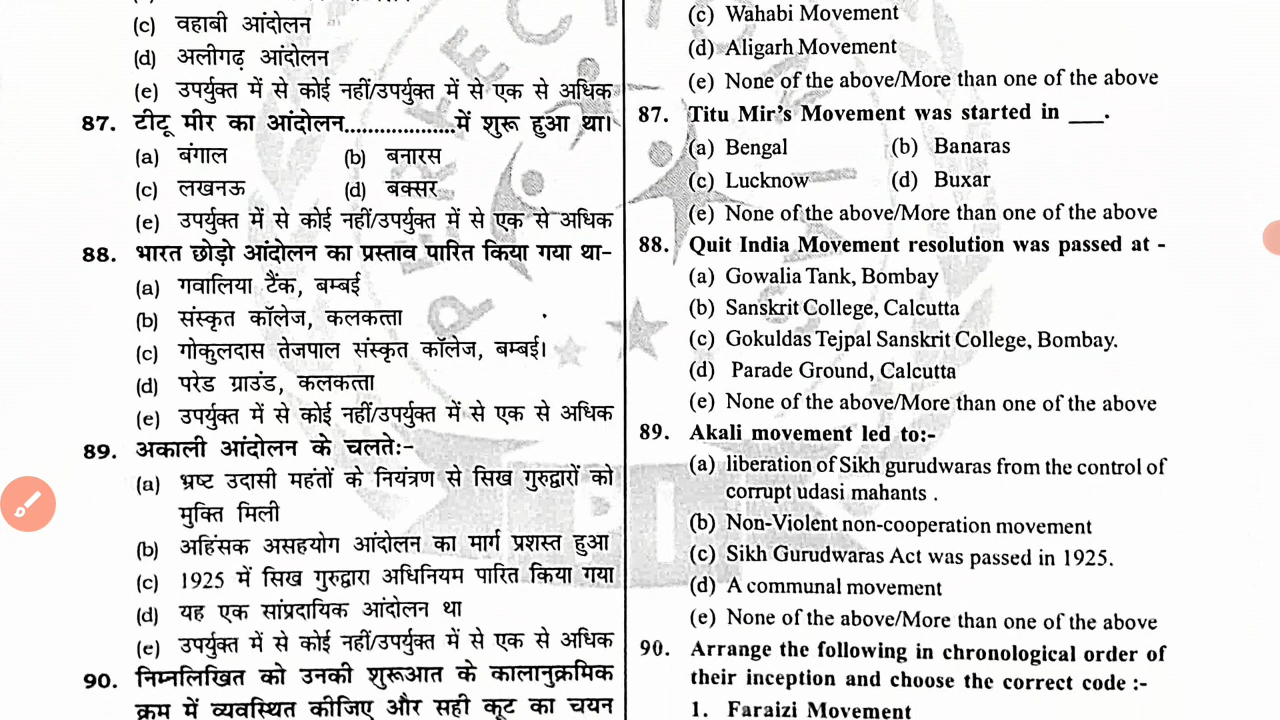 (c) वहाबी आंदोलन
(d) अलीगढ़ आंदोलन
(e) उपर्युक्त में से कोई नहीं/उपर्युक्त में से एक से अधिक
87. टीटू मीर का आंदोलन...................में शुरू हुआ था।
(a) बंगाल (b) बनारस
(c) लखनऊ (d) बक्सर
(e) उपर्युक्त में से कोई नहीं/उपर्युक्त में से एक से अधिक
88. भारत छोड़ो आंदोलन का प्रस्ताव पारित किया गया था-
(a) गवालिया टैंक, बम्बई
(b) संस्कृत कॉलेज, कलकत्ता
(c) गोकुलदास तेजपाल संस्कृत कॉलेज, बम्बई।
(d) परेड ग्राउंड, कलकत्ता
(e) उपर्युक्त में से कोई नहीं/उपर्युक्त में से एक से अधिक
89. अकाली आंदोलन के चलतेः-
(a) भ्रष्ट उदासी महंतों के नियंत्रण से सिख गुरुद्वारों को
मुक्ति मिली
(b) अहिंसक असहयोग आंदोलन का मार्ग प्रशस्त हुआ
(c) 1925 में सिख गुरुद्वारा अधिनियम पारित किया गया
(d) यह एक सांप्रदायिक आंदोलन था
(e) उपर्युक्त में से कोई नहीं/उपर्युक्त में से एक से अधिक
90. निम्नलिखित को उनकी शुरूआत के कालानुक्रमिक
क्रम में व्यवस्थित कीजिए और सही कूट का चयन
(c) Wahabi Movement
(d) Aligarh Movement
(e) None of the above/More than one of the above
87. Titu Mir's Movement was started in ___.
(a) Bengal (b) Banaras
(c) Lucknow (d) Buxar
(e) None of the above/More than one of the above
88. Quit India Movement resolution was passed at -
(a) Gowalia Tank, Bombay
(b) Sanskrit College, Calcutta
(c) Gokuldas Tejpal Sanskrit College, Bombay.
(d) Parade Ground, Calcutta
(e) None of the above/More than one of the above
89. Akali movement led to:-
(a) liberation of Sikh gurudwaras from the control of
corrupt udasi mahants .
(b) Non-Violent non-cooperation movement
(c) Sikh Gurudwaras Act was passed in 1925.
(d) A communal movement
(e) None of the above/More than one of the above
90. Arrange the following in chronological order of
their inception and choose the correct code :-
1. Faraizi Movement